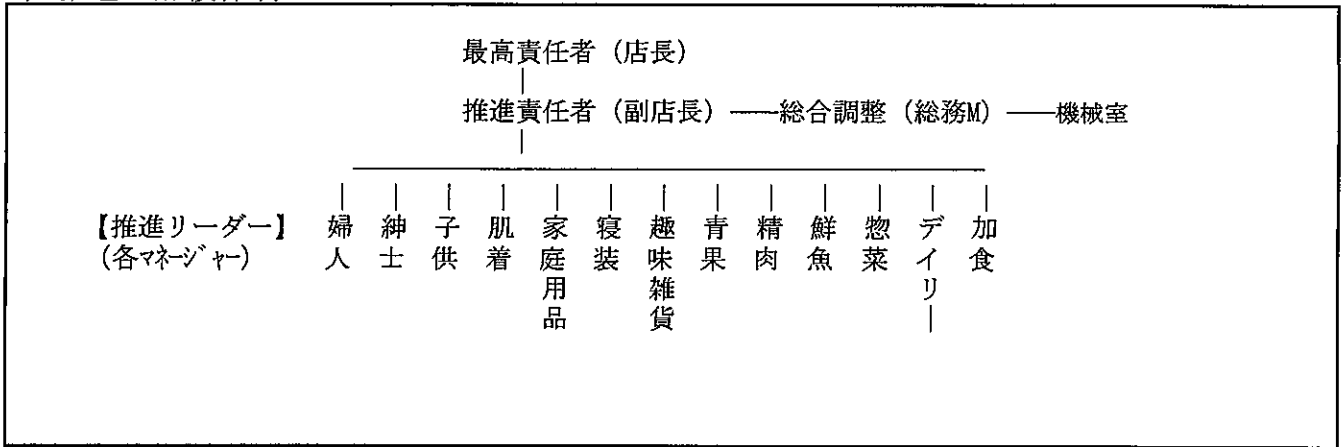 最高責任者（店長）
推進責任者（副店長）――総合調整（総務M）――機械室
【推進リーダー】
（各マネージャー）
婦人
紳士
子供
肌着
家庭用品
寝装
趣味雑貨
青果
精肉
鮮魚
惣菜
デイリー
加食